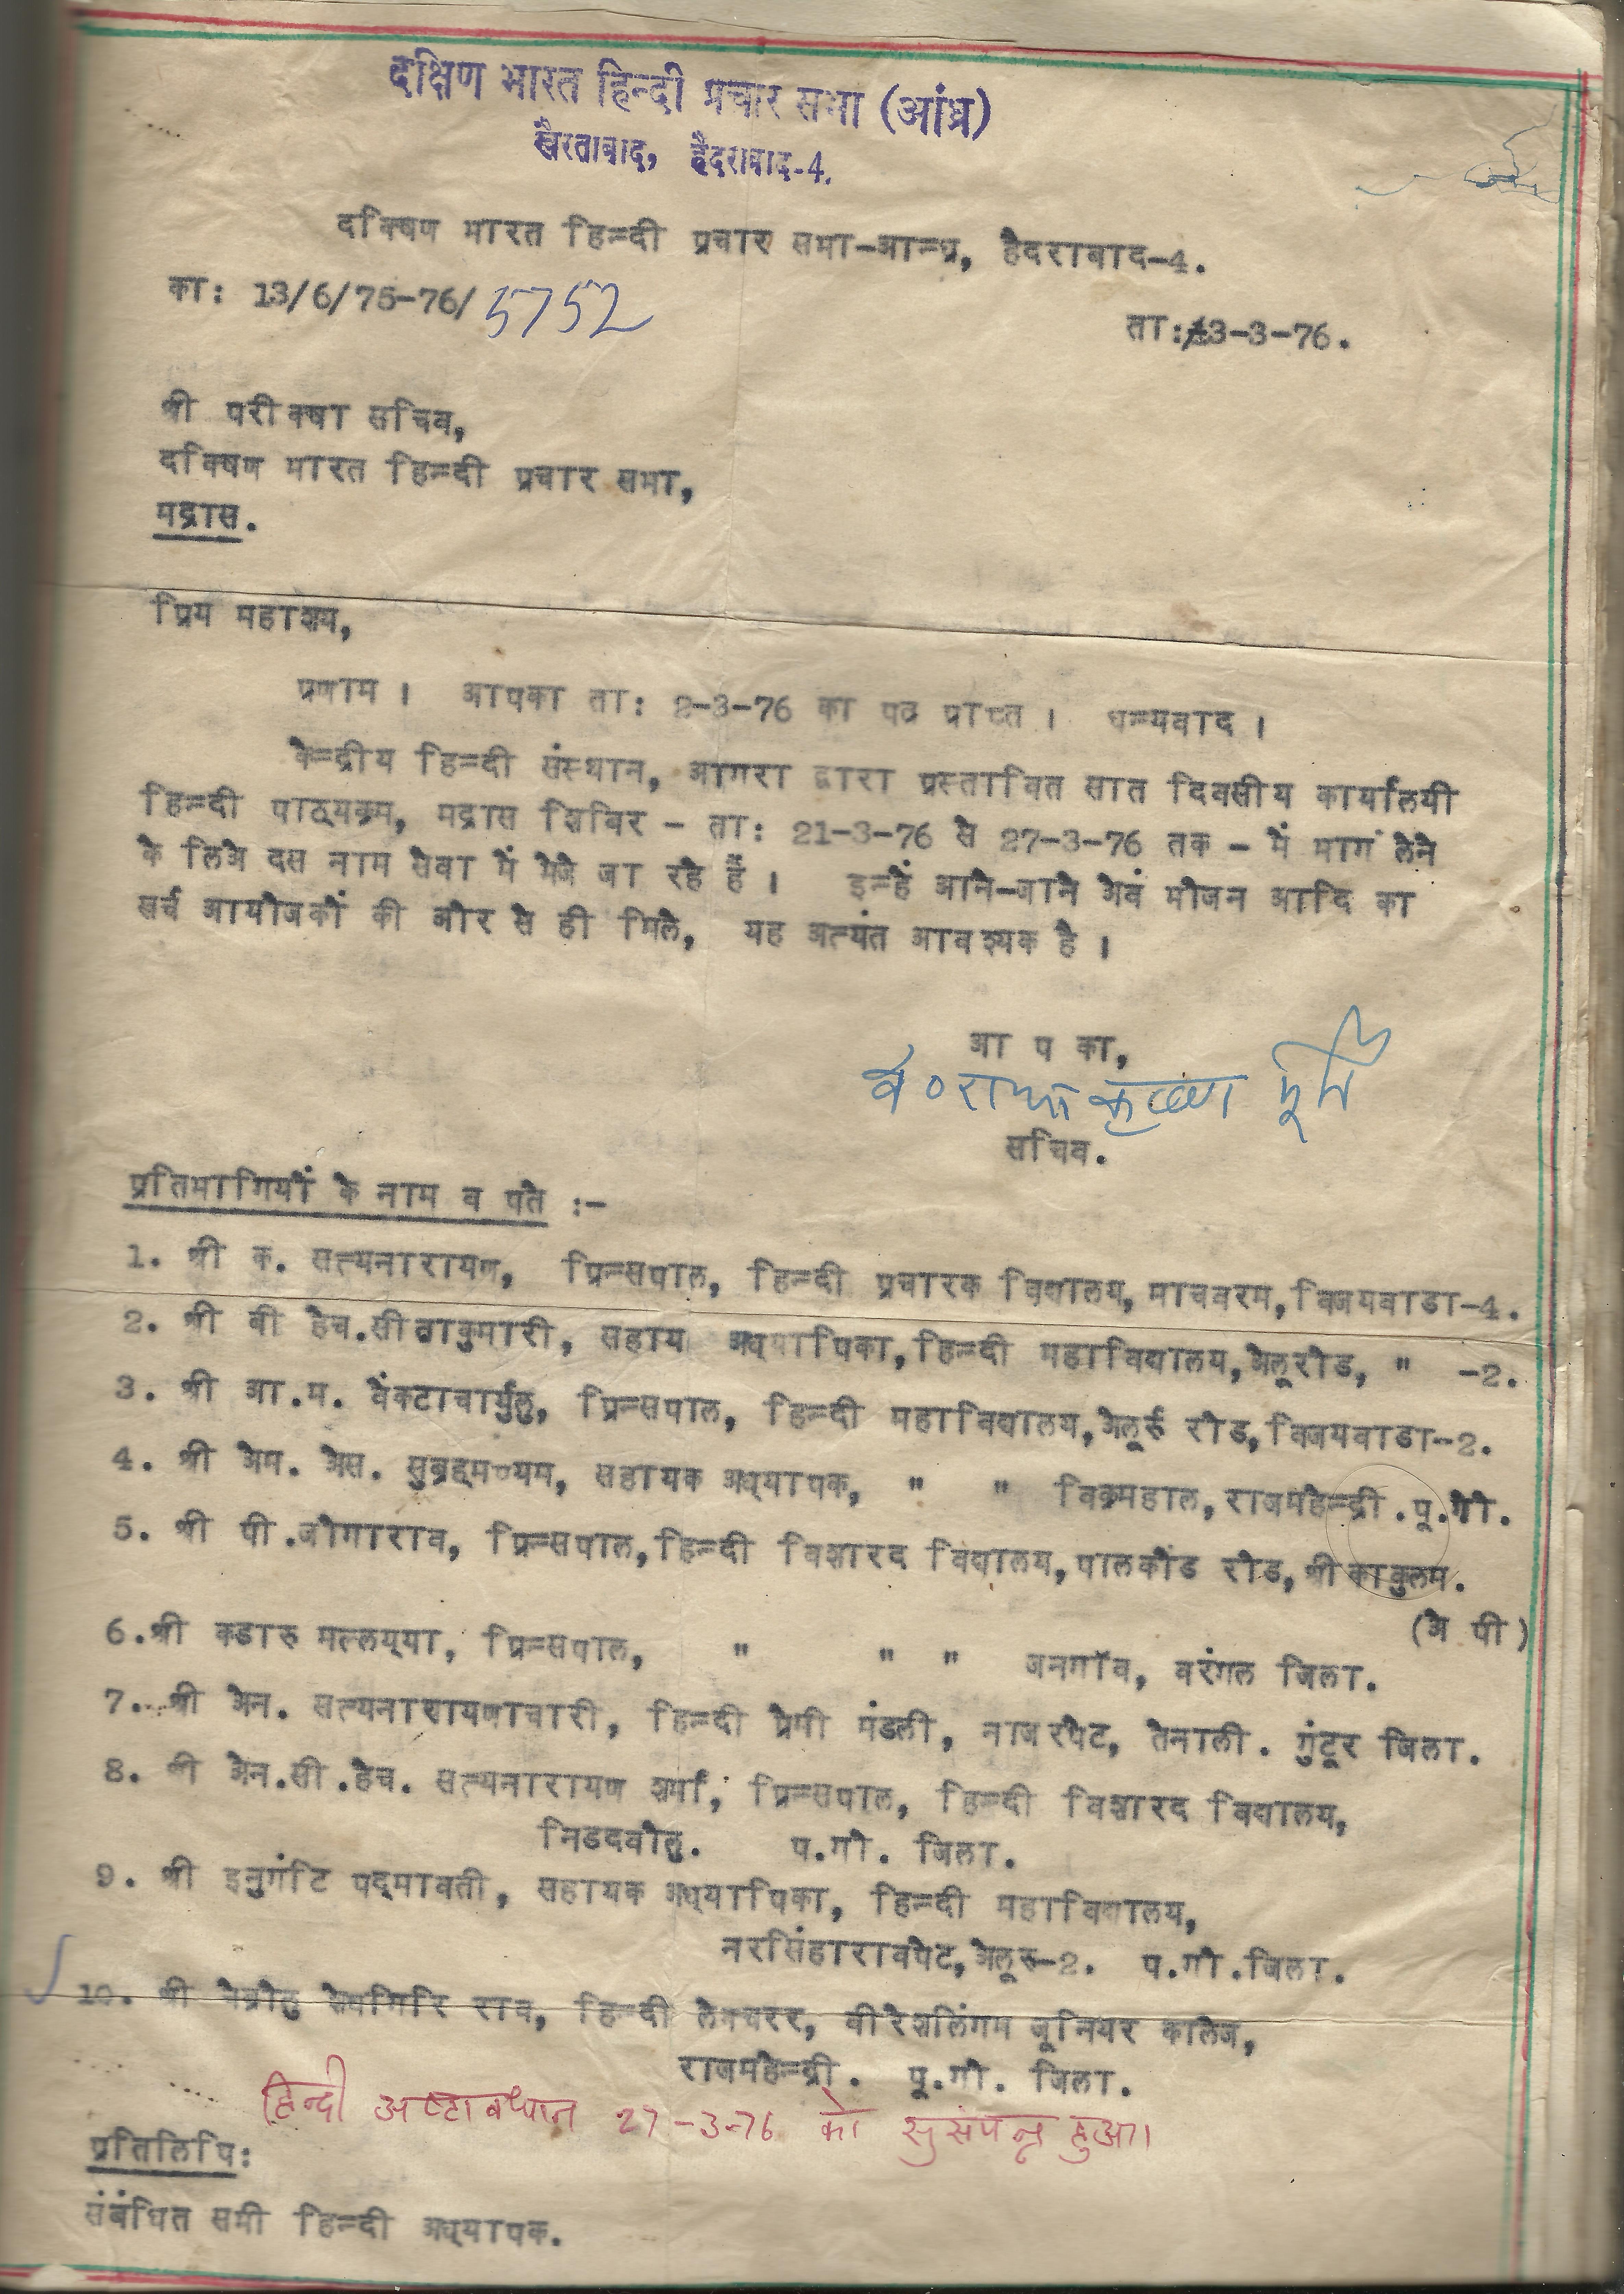 दक्षिण भारत हिन्दी प्रचार सभा (आंध्र)
खैरताबाद, हैदराबाद-4.
दक्षिण भारत हिन्दी प्रचार सभा-आन्ध्र, हैदराबाद-4.
का: 13/6/75-76/5752
ता:13-3-76.
श्री परीक्षा सचिव,
दक्षिण भारत हिन्दी प्रचार सभा,
मद्रास.
प्रिय महाशय,
प्रणाम । आपका ता: 2-3-76 का पत्र प्राप्त । धन्यवाद ।
केन्द्रीय हिन्दी संस्थान, आगरा द्वारा प्रस्तावित सात दिवसीय कार्यालयी
हिन्दी पाठ्यक्रम, मद्रास शिबिर - ता: 21-3-76 से 27-3-76 तक - में भाग लेने
के लिअे दस नाम सेवा में भेजे जा रहे हैं । इन्हें आने-जाने अेवं भोजन आदि का
खर्च आयोजकों की ओर से ही मिले, यह अत्यंत आवश्यक है ।
आ प का,
वे०राधाकृष्ण मूर्ति
सचिव.
प्रतिभागियों के नाम व पते :-
1. श्री क. सत्यनारायण, प्रिन्सपाल, हिन्दी प्रचारक विद्यालय, माचवरम, विजयवाडा-4.
2. श्री बी हेच.सीताकुमारी, सहाय अध्यापिका, हिन्दी महाविद्यालय, अेलूरोड, " -2.
3. श्री आ.म. वेंकटाचार्युलु, प्रिन्सपाल, हिन्दी महाविद्यालय, अेलूर्रु रोड, विजयवाडा-2.
4. श्री अेम. अेस. सुब्रह्मण्यम, सहायक अध्यापक, " " विक्रमहाल, राजमहेन्द्री.पू.गो.
5. श्री पी.जोगाराव, प्रिन्सपाल, हिन्दी विशारद विद्यालय, पालकोंड रोड, श्रीकाकुलम.
(अे पी)
6.श्री कडारु मल्लय्या, प्रिन्सपाल, " " " जनगाॅव, वरंगल जिला.
7. श्री अेन. सत्यनारायणाचारी, हिन्दी प्रेमी मंडली, नाजरपेट, तेनाली. गुंटूर जिला.
8. श्री अेन.सी.हेच. सत्यनारायण शर्मा, प्रिन्सपाल, हिन्दी विशारद विद्यालय,
निडदवोलु. प.गो. जिला.
9. श्री इनुगंटि पद्मावती, सहायक अध्यापिका, हिन्दी महाविद्यालय,
नरसिंहारावपेट, अेलूरु-2. प.गो.जिला.
10. श्री चेब्रोलु शेषगिरि राव, हिन्दी लेक्चरर, वीरेशलिंगम जूनियर कालेज,
राजमहेन्द्री. पू.गो. जिला.
हिन्दी अष्टावधान 27-3-76 को सुसंपन्न हुआ।
प्रतिलिपि:
संबंधित सभी हिन्दी अध्यापक.